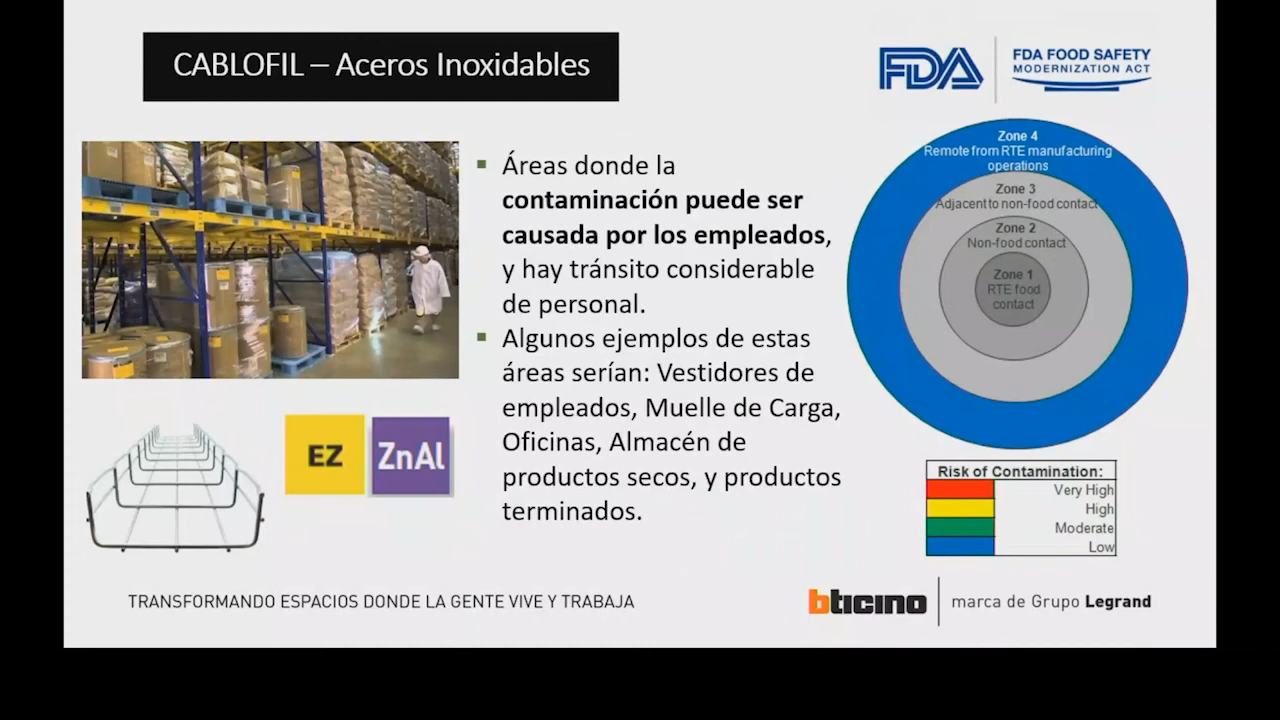 CABLOFIL – Aceros Inoxidables
FDA
FDA FOOD SAFETY
MODERNIZATION ACT
Áreas donde la
contaminación puede ser
causada por los empleados,
y hay tránsito considerable
de personal.
Algunos ejemplos de estas
áreas serían: Vestidores de
empleados, Muelle de Carga,
Oficinas, Almacén de
productos secos, y productos
terminados.
Zone 4
Remote from RTE manufacturing
operations
Zone 3
Adjacent to non-food contact
Zone 2
Non-food contact
Zone 1
RTE food
contact
EZ
ZnAl
Risk of Contamination:
Very High
High
Moderate
Low
TRANSFORMANDO ESPACIOS DONDE LA GENTE VIVE Y TRABAJA
bticino
marca de Grupo Legrand